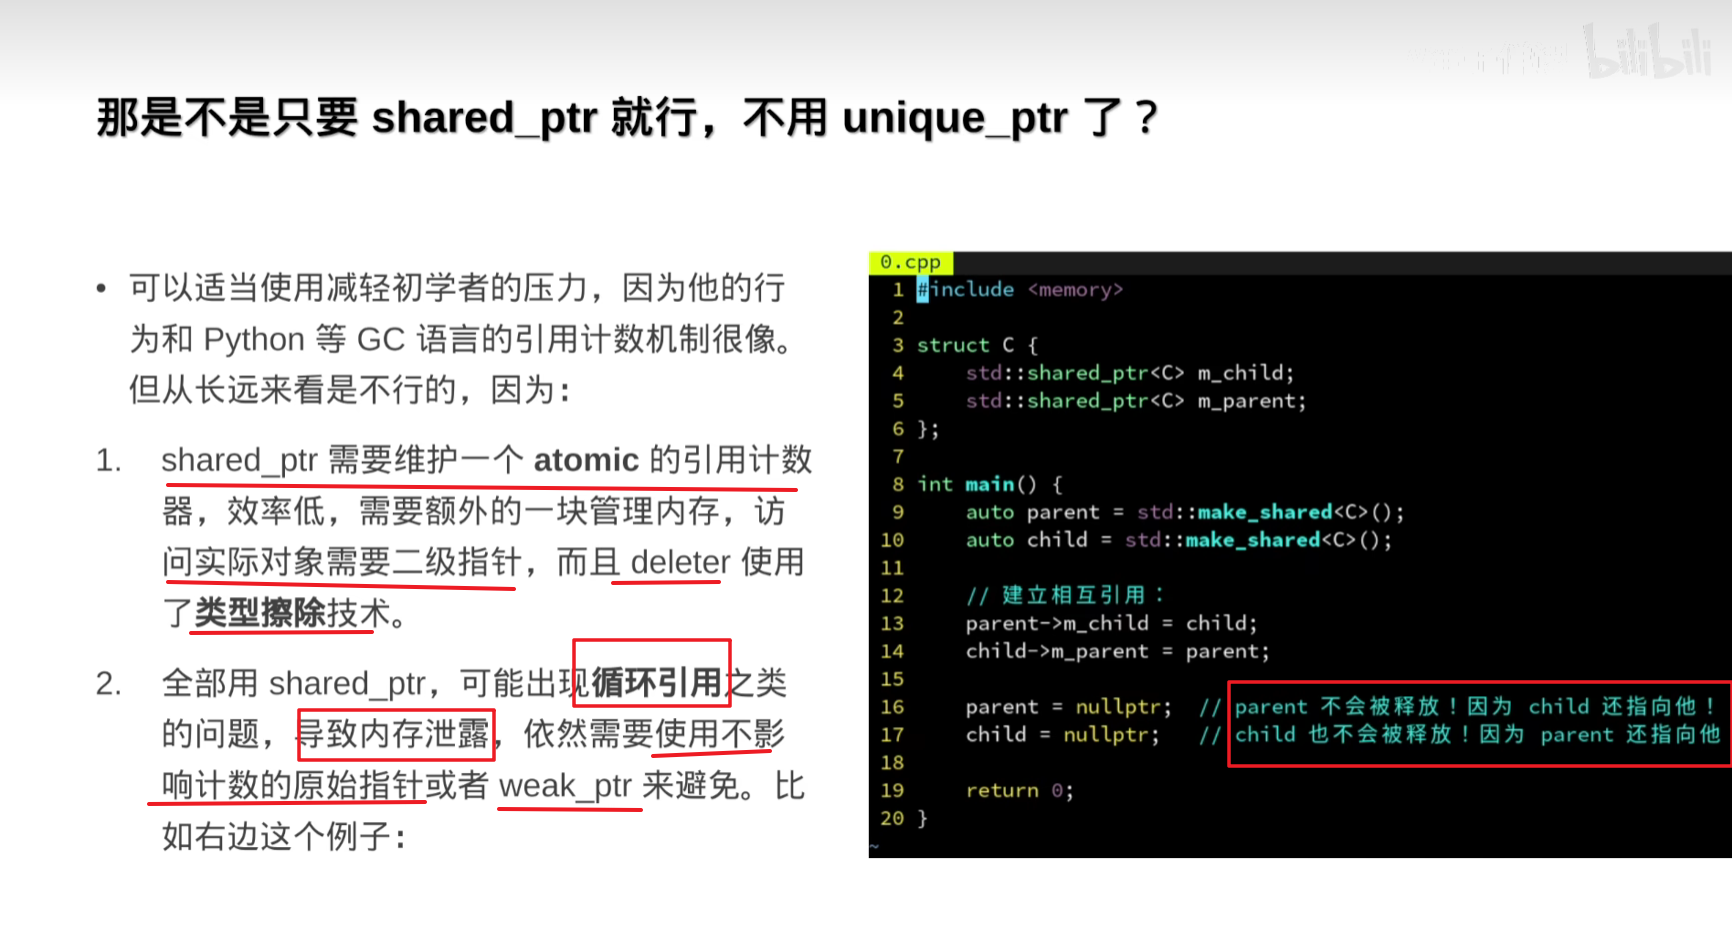 bilibili
那是不是只要 shared_ptr 就行，不用 unique_ptr 了？
• 可以适当使用减轻初学者的压力，因为他的行
为和 Python 等 GC 语言的引用计数机制很像。
但从长远来看是不行的，因为：
1. shared_ptr 需要维护一个 atomic 的引用计数
器，效率低，需要额外的一块管理内存，访
问实际对象需要二级指针，而且 deleter 使用
了类型擦除技术。
2. 全部用 shared_ptr，可能出现循环引用之类
的问题，导致内存泄露，依然需要使用不影
响计数的原始指针或者 weak_ptr 来避免。比
如右边这个例子：
0.cpp
1 #include <memory>
2
3 struct C {
4     std::shared_ptr<C> m_child;
5     std::shared_ptr<C> m_parent;
6 };
7
8 int main() {
9     auto parent = std::make_shared<C>();
10     auto child = std::make_shared<C>();
11
12     // 建立相互引用：
13     parent->m_child = child;
14     child->m_parent = parent;
15
16     parent = nullptr;  // parent 不会被释放！因为 child 还指向他！
17     child = nullptr;   // child 也不会被释放！因为 parent 还指向他
18
19     return 0;
20 }
~